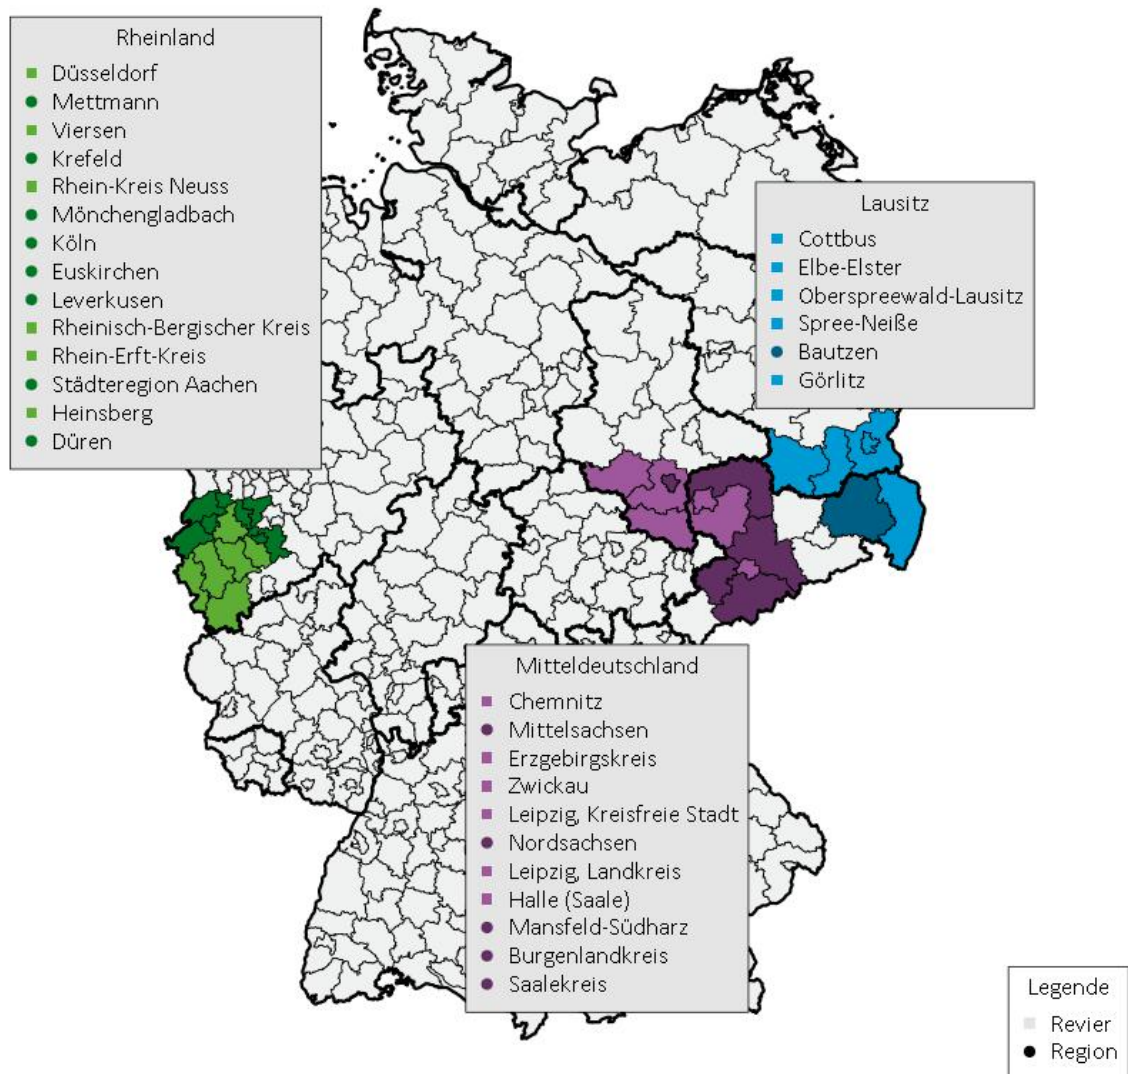 Rheinland
Düsseldorf
Mettmann
Viersen
Krefeld
Rhein-Kreis Neuss
Mönchengladbach
Köln
Euskirchen
Leverkusen
Rheinisch-Bergischer Kreis
Rhein-Erft-Kreis
Städteregion Aachen
Heinsberg
Düren
Lausitz
Cottbus
Elbe-Elster
Oberspreewald-Lausitz
Spree-Neiße
Bautzen
Görlitz
Mitteldeutschland
Chemnitz
Mittelsachsen
Erzgebirgskreis
Zwickau
Leipzig, Kreisfreie Stadt
Nordsachsen
Leipzig, Landkreis
Halle (Saale)
Mansfeld-Südharz
Burgenlandkreis
Saalekreis
Legende
Revier
Region